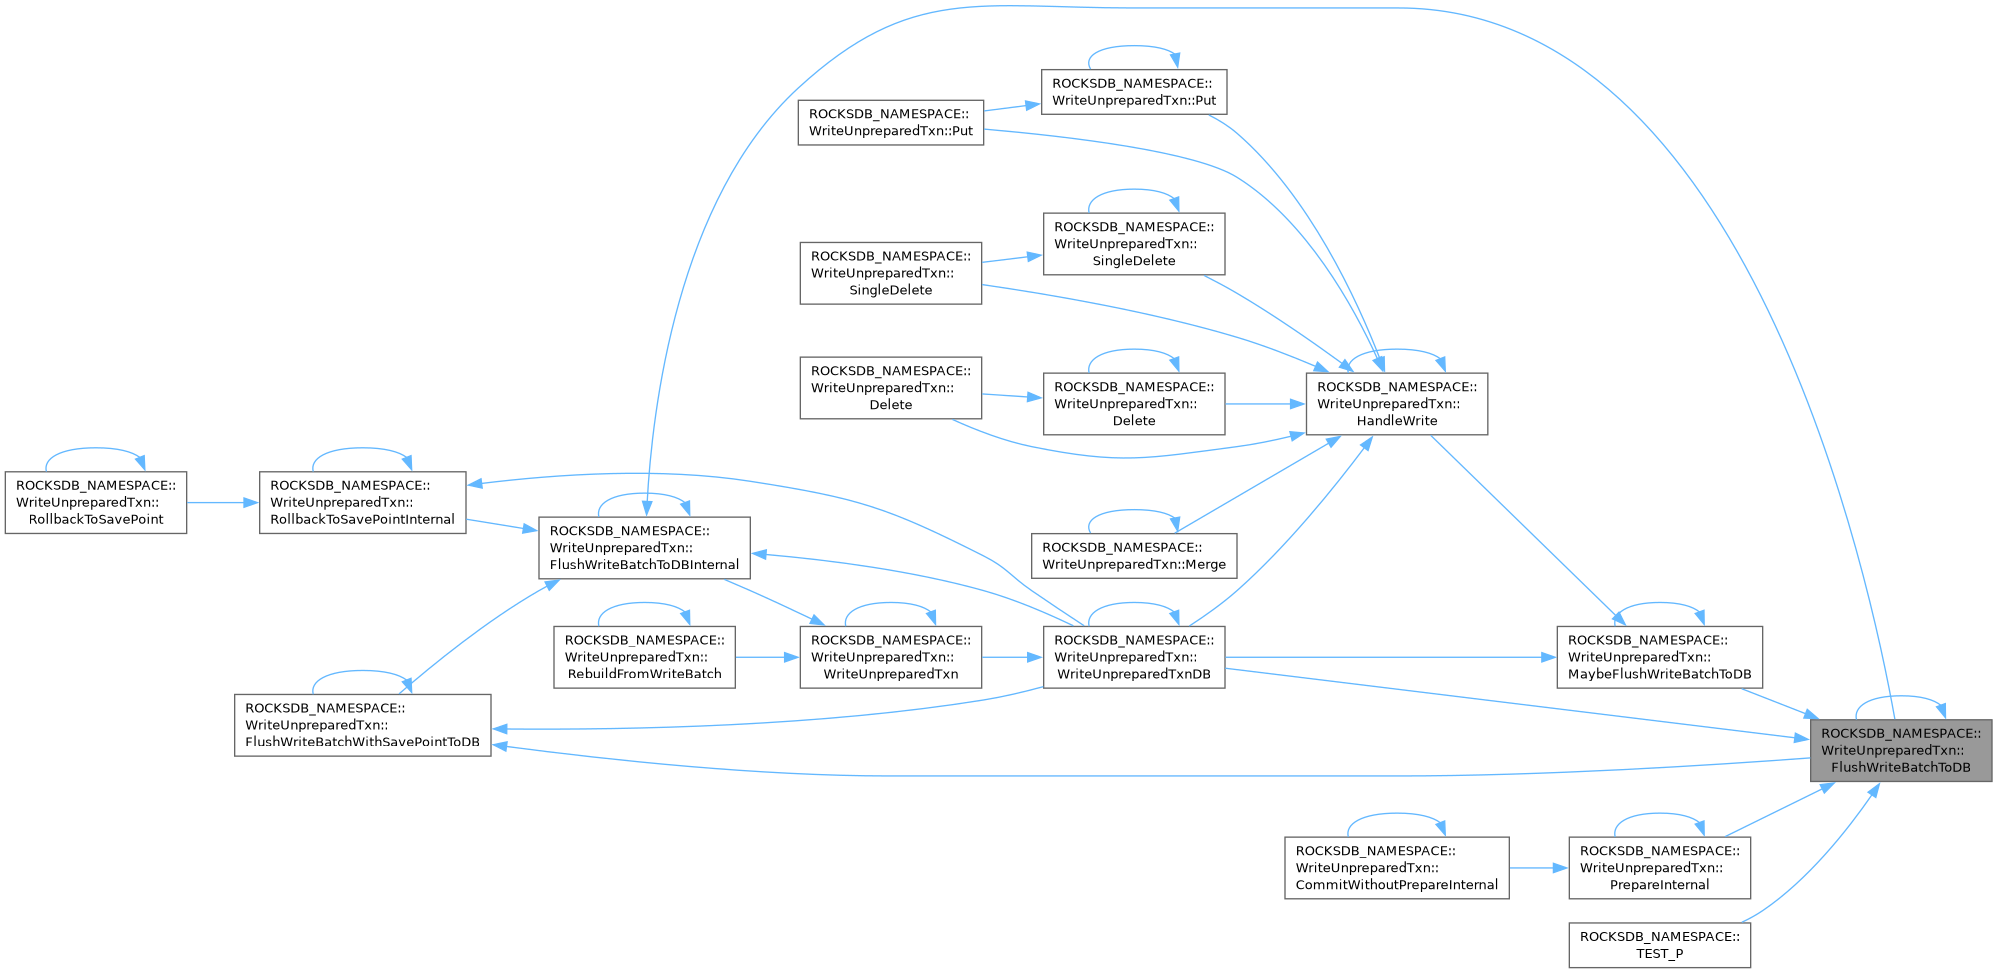 ROCKSDB_NAMESPACE::
WriteUnpreparedTxn::Put
ROCKSDB_NAMESPACE::
WriteUnpreparedTxn::Put
ROCKSDB_NAMESPACE::
WriteUnpreparedTxn::
SingleDelete
ROCKSDB_NAMESPACE::
WriteUnpreparedTxn::
SingleDelete
ROCKSDB_NAMESPACE::
WriteUnpreparedTxn::
Delete
ROCKSDB_NAMESPACE::
WriteUnpreparedTxn::
Delete
ROCKSDB_NAMESPACE::
WriteUnpreparedTxn::
HandleWrite
ROCKSDB_NAMESPACE::
WriteUnpreparedTxn::
RollbackToSavePoint
ROCKSDB_NAMESPACE::
WriteUnpreparedTxn::
RollbackToSavePointInternal
ROCKSDB_NAMESPACE::
WriteUnpreparedTxn::
FlushWriteBatchToDBInternal
ROCKSDB_NAMESPACE::
WriteUnpreparedTxn::Merge
ROCKSDB_NAMESPACE::
WriteUnpreparedTxn::
RebuildFromWriteBatch
ROCKSDB_NAMESPACE::
WriteUnpreparedTxn::
WriteUnpreparedTxn
ROCKSDB_NAMESPACE::
WriteUnpreparedTxn::
WriteUnpreparedTxnDB
ROCKSDB_NAMESPACE::
WriteUnpreparedTxn::
MaybeFlushWriteBatchToDB
ROCKSDB_NAMESPACE::
WriteUnpreparedTxn::
FlushWriteBatchWithSavePointToDB
ROCKSDB_NAMESPACE::
WriteUnpreparedTxn::
FlushWriteBatchToDB
ROCKSDB_NAMESPACE::
WriteUnpreparedTxn::
CommitWithoutPrepareInternal
ROCKSDB_NAMESPACE::
WriteUnpreparedTxn::
PrepareInternal
ROCKSDB_NAMESPACE::
TEST_P